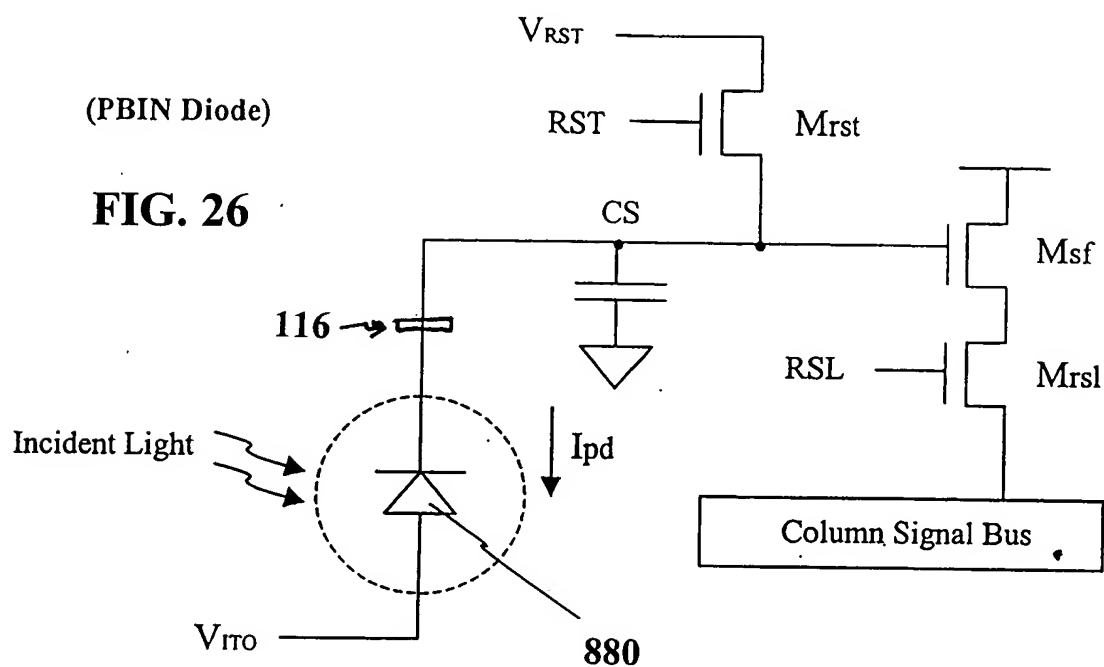 VRST
(PBIN Diode)
RST
Mrst
FIG. 26
CS
Msf
116
RSL
Mrsl
Incident Light
Ipd
Column Signal Bus
VITO
880